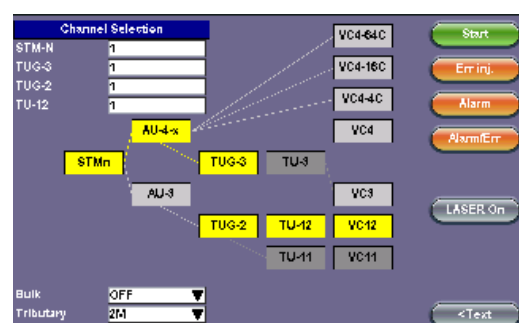 Channel Selection
STM-N 1
TUG-3 1
TUG-2 1
TU-12 1
VC4-64C
VC4-16C
VC4-4C
AU-4-x VC4
STMn TUG-3 TU-3
AU-3 VC3
TUG-2 TU-12 VC12
TU-11 VC11
Bulk OFF
Tributary 2M
Start
Err inj.
Alarm
Alarm/Err
LASER On
<Text